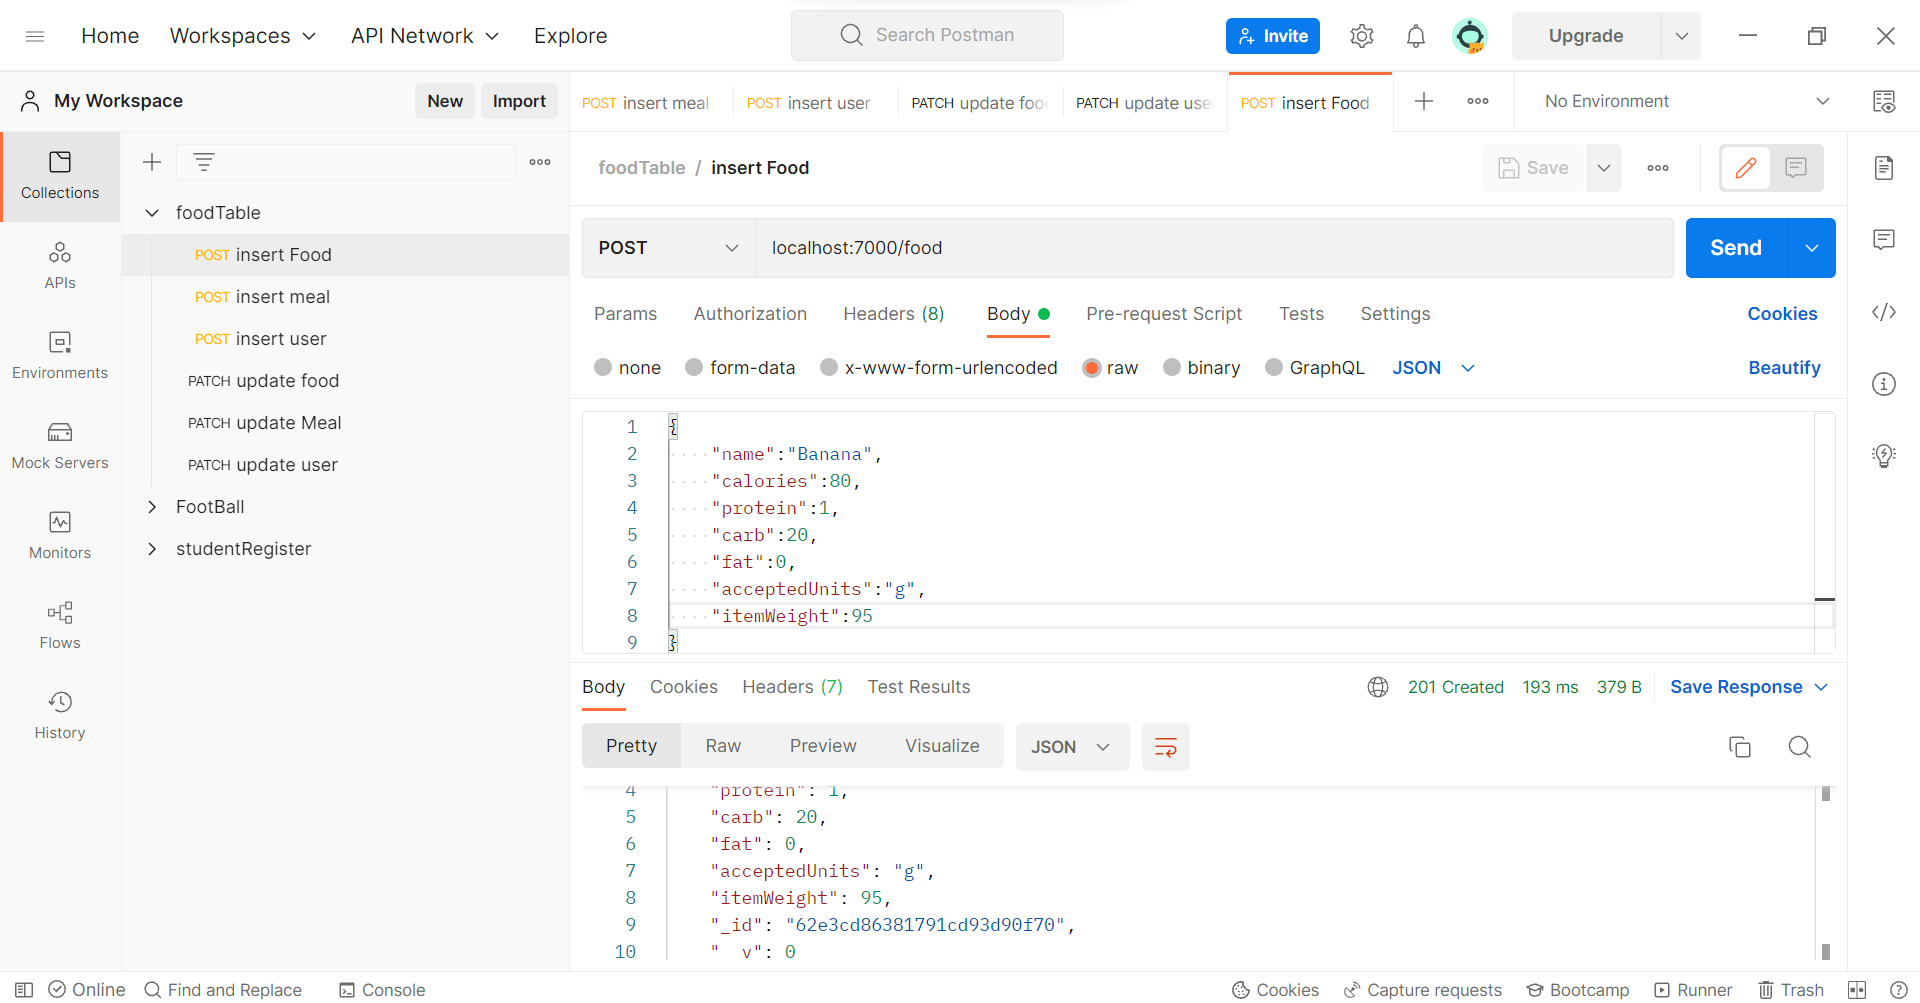 Home Workspaces API Network Explore Search Postman Invite Upgrade
My Workspace New Import
POST insert meal POST insert user PATCH update foo PATCH update use POST insert Food No Environment
Collections
APIs
Environments
Mock Servers
Monitors
Flows
History
foodTable
POST insert Food
POST insert meal
POST insert user
PATCH update food
PATCH update Meal
PATCH update user
FootBall
studentRegister
foodTable / insert Food Save
POST localhost:7000/food Send
Params Authorization Headers (8) Body Pre-request Script Tests Settings Cookies
none form-data x-www-form-urlencoded raw binary GraphQL JSON Beautify
1 {
2 "name":"Banana",
3 "calories":80,
4 "protein":1,
5 "carb":20,
6 "fat":0,
7 "acceptedUnits":"g",
8 "itemWeight":95
9 }
Body Cookies Headers (7) Test Results 201 Created 193 ms 379 B Save Response
Pretty Raw Preview Visualize JSON
4 "protein": 1,
5 "carb": 20,
6 "fat": 0,
7 "acceptedUnits": "g",
8 "itemWeight": 95,
9 "_id": "62e3cd86381791cd93d90f70",
10 "__v": 0
Online Find and Replace Console Cookies Capture requests Bootcamp Runner Trash